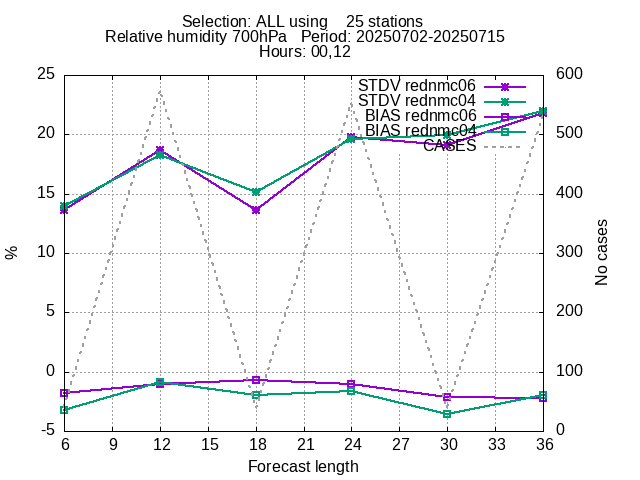 Selection: ALL using    25 stations
Relative humidity 700hPa   Period: 20250702-20250715
Hours: 00,12
STDV rednmc06
STDV rednmc04
BIAS rednmc06
BIAS rednmc04
CASES
25
20
15
10
5
0
-5
%
600
500
400
300
200
100
0
No cases
6 9 12 15 18 21 24 27 30 33 36
Forecast length